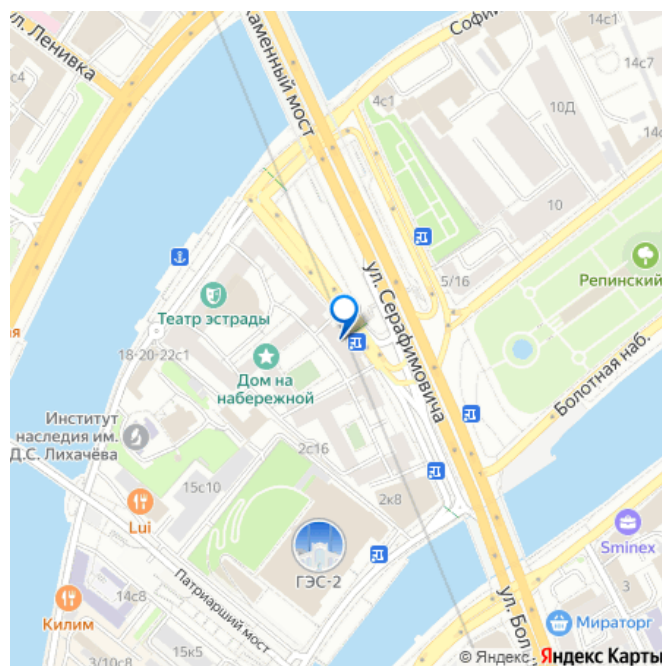 ул. Ленивка
Каменный мост
Софи
14с1
14с7
с4
4с1
10Д
10
5/16
Репинский
ул. Серафимовича
Театр эстрады
18-20-22с1
Дом на
набережной
Болотная наб.
Институт
наследия им.
Д.С. Лихачёва
2с16
15с10
2к8
Lui
ГЭС-2
Sminex
Патриарший мост
14с8
Килим
3
ул. Бол
Мираторг
15к5
3/10с8
© Яндекс
Яндекс Карты